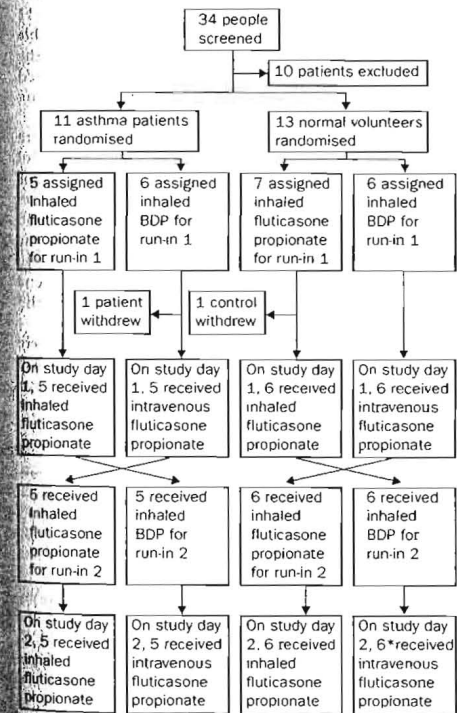 34 people
screened
10 patients excluded
11 asthma patients
randomised
13 normal volunteers
randomised
5 assigned
inhaled
fluticasone
propionate
for run-in 1
6 assigned
inhaled
BDP for
run-in 1
7 assigned
inhaled
fluticasone
propionate
for run-in 1
6 assigned
inhaled
BDP for
run-in 1
1 patient
withdrew
1 control
withdrew
On study day
1, 5 received
inhaled
fluticasone
propionate
On study day
1, 5 received
intravenous
fluticasone
propionate
On study day
1, 6 received
inhaled
fluticasone
propionate
On study day
1, 6 received
intravenous
fluticasone
propionate
received
inhaled
fluticasone
propionate
for run-in 2
5 received
inhaled
BDP for
run-in 2
6 received
inhaled
fluticasone
propionate
for run-in 2
6 received
inhaled
BDP for
run-in 2
On study day
2, 5 received
inhaled
fluticasone
propionate
On study day
2, 5 received
intravenous
fluticasone
propionate
On study day
2, 6 received
inhaled
fluticasone
propionate
On study day
2, 6*received
intravenous
fluticasone
propionate